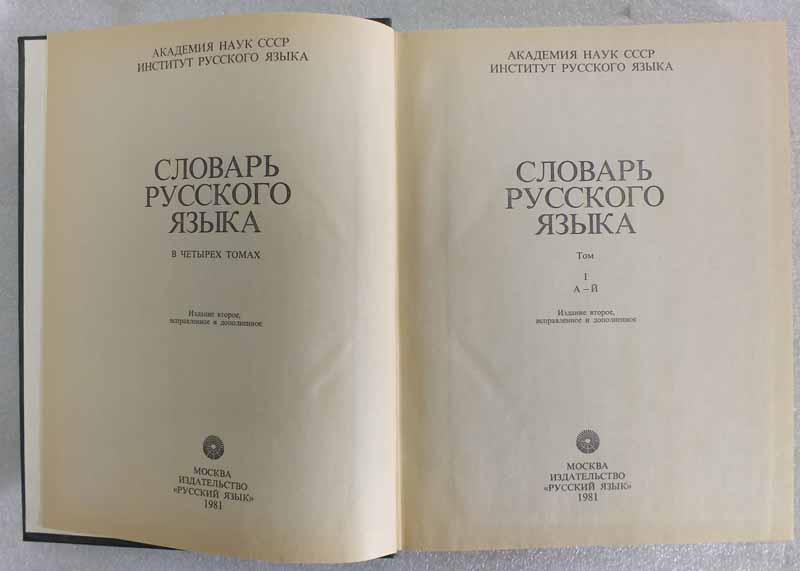 АКАДЕМИЯ НАУК СССР
ИНСТИТУТ РУССКОГО ЯЗЫКА
СЛОВАРЬ
РУССКОГО
ЯЗЫКА
В ЧЕТЫРЕХ ТОМАХ
Издание второе,
исправленное и дополненное
МОСКВА
ИЗДАТЕЛЬСТВО
«РУССКИЙ ЯЗЫК»
1981
АКАДЕМИЯ НАУК СССР
ИНСТИТУТ РУССКОГО ЯЗЫКА
СЛОВАРЬ
РУССКОГО
ЯЗЫКА
Том
I
А – Й
Издание второе,
исправленное и дополненное
МОСКВА
ИЗДАТЕЛЬСТВО
«РУССКИЙ ЯЗЫК»
1981